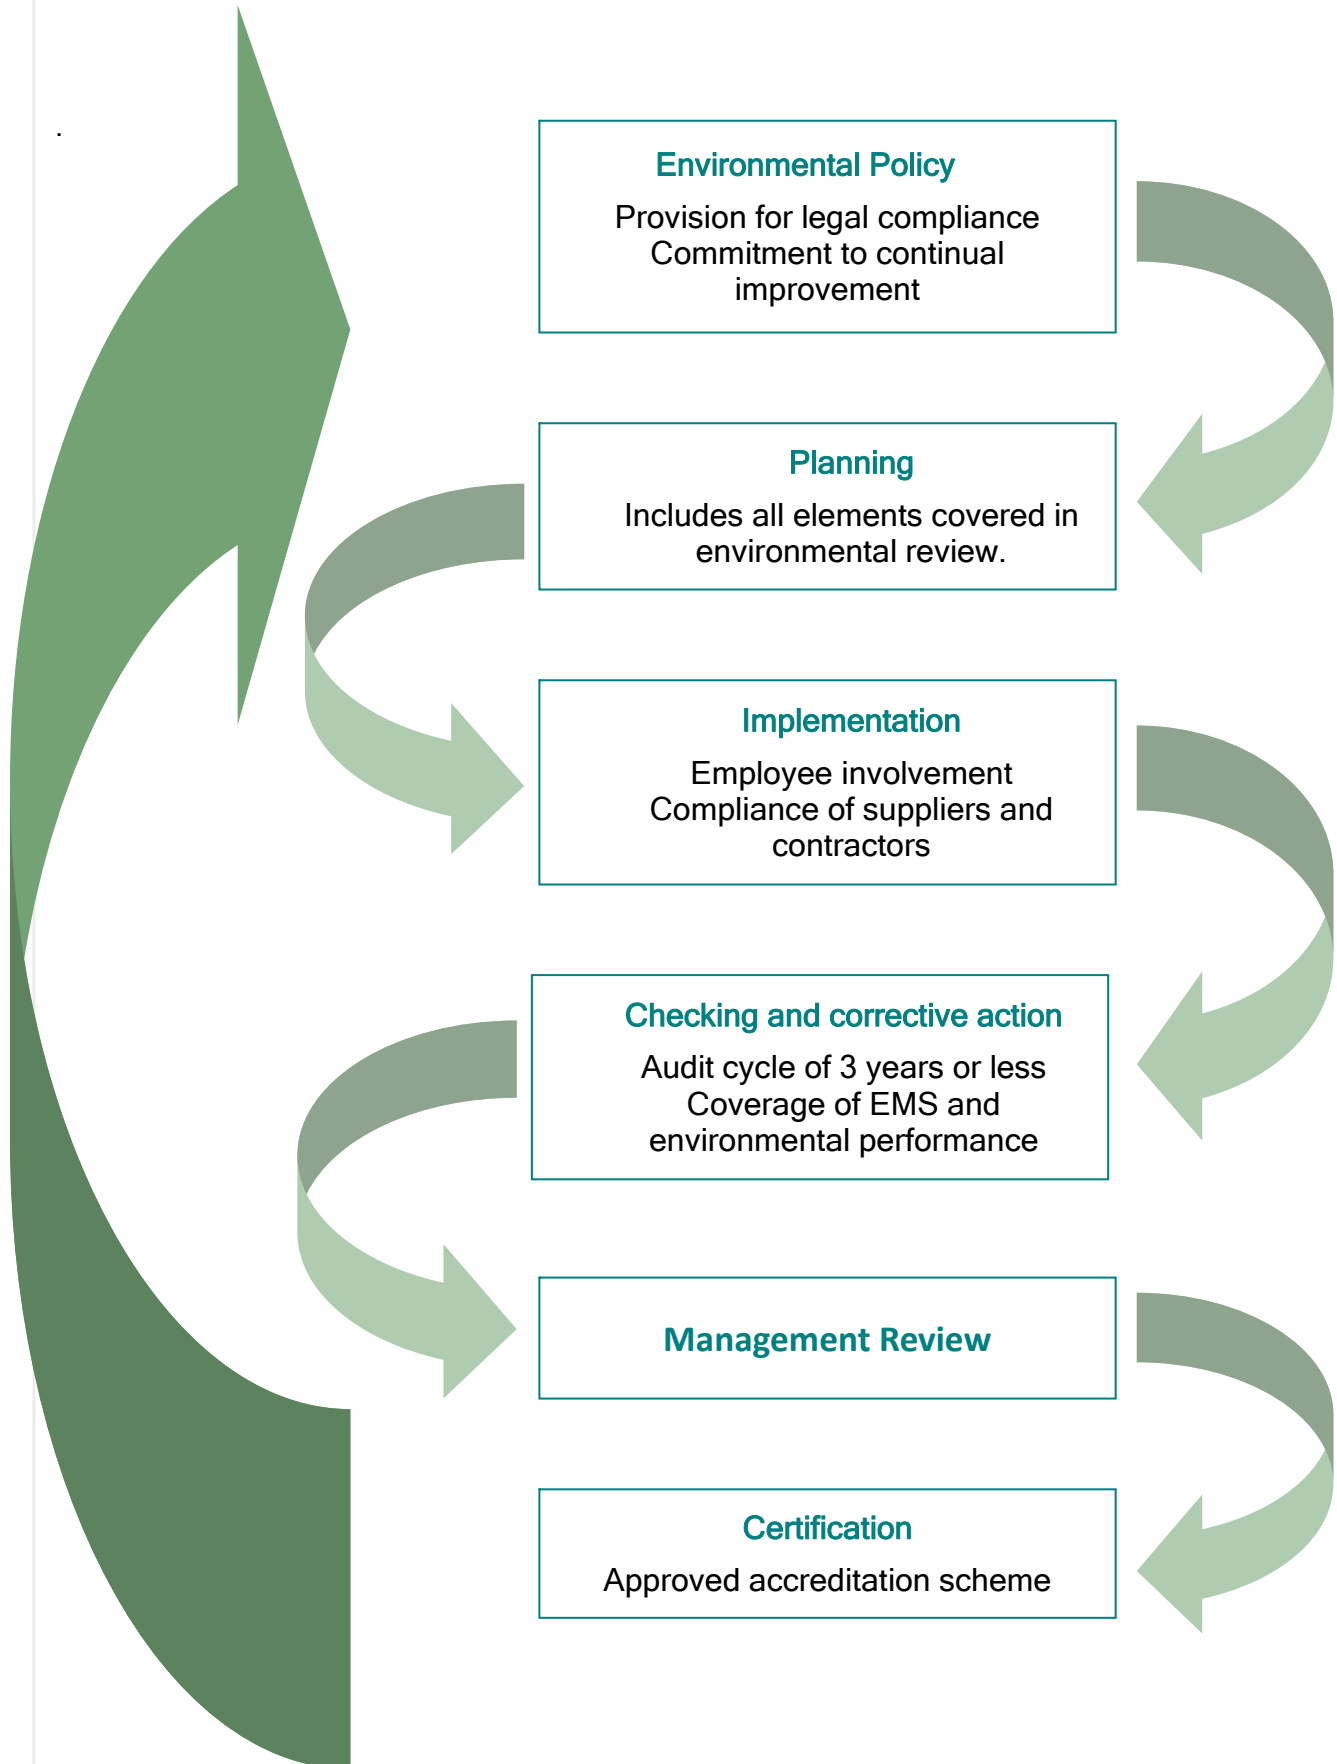 .
Environmental Policy
Provision for legal compliance
Commitment to continual
improvement
Planning
Includes all elements covered in
environmental review.
Implementation
Employee involvement
Compliance of suppliers and
contractors
Checking and corrective action
Audit cycle of 3 years or less
Coverage of EMS and
environmental performance
Management Review
Certification
Approved accreditation scheme